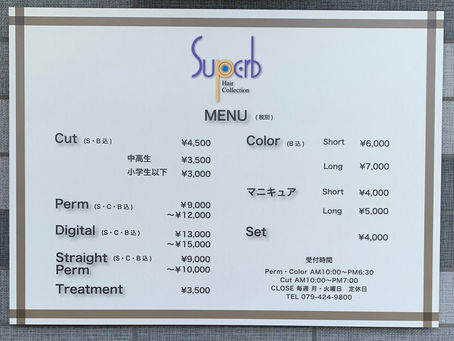 Superb
Hair
Collection
MENU (税別)
Cut (S・B込) ¥4,500
中高生 ¥3,500
小学生以下 ¥3,000
Perm (S・C・B込) ¥9,000
~¥12,000
Digital (S・C・B込) ¥13,000
~¥15,000
Straight (S・C・B込) ¥9,000
Perm ~¥10,000
Treatment ¥3,500
Color (B込) Short ¥6,000
Long ¥7,000
マニキュア Short ¥4,000
Long ¥5,000
Set ¥4,000
受付時間
Perm・Color AM10:00~PM6:30
Cut AM10:00~PM7:00
CLOSE 毎週 月・火曜日 定休日
TEL 079-424-9800